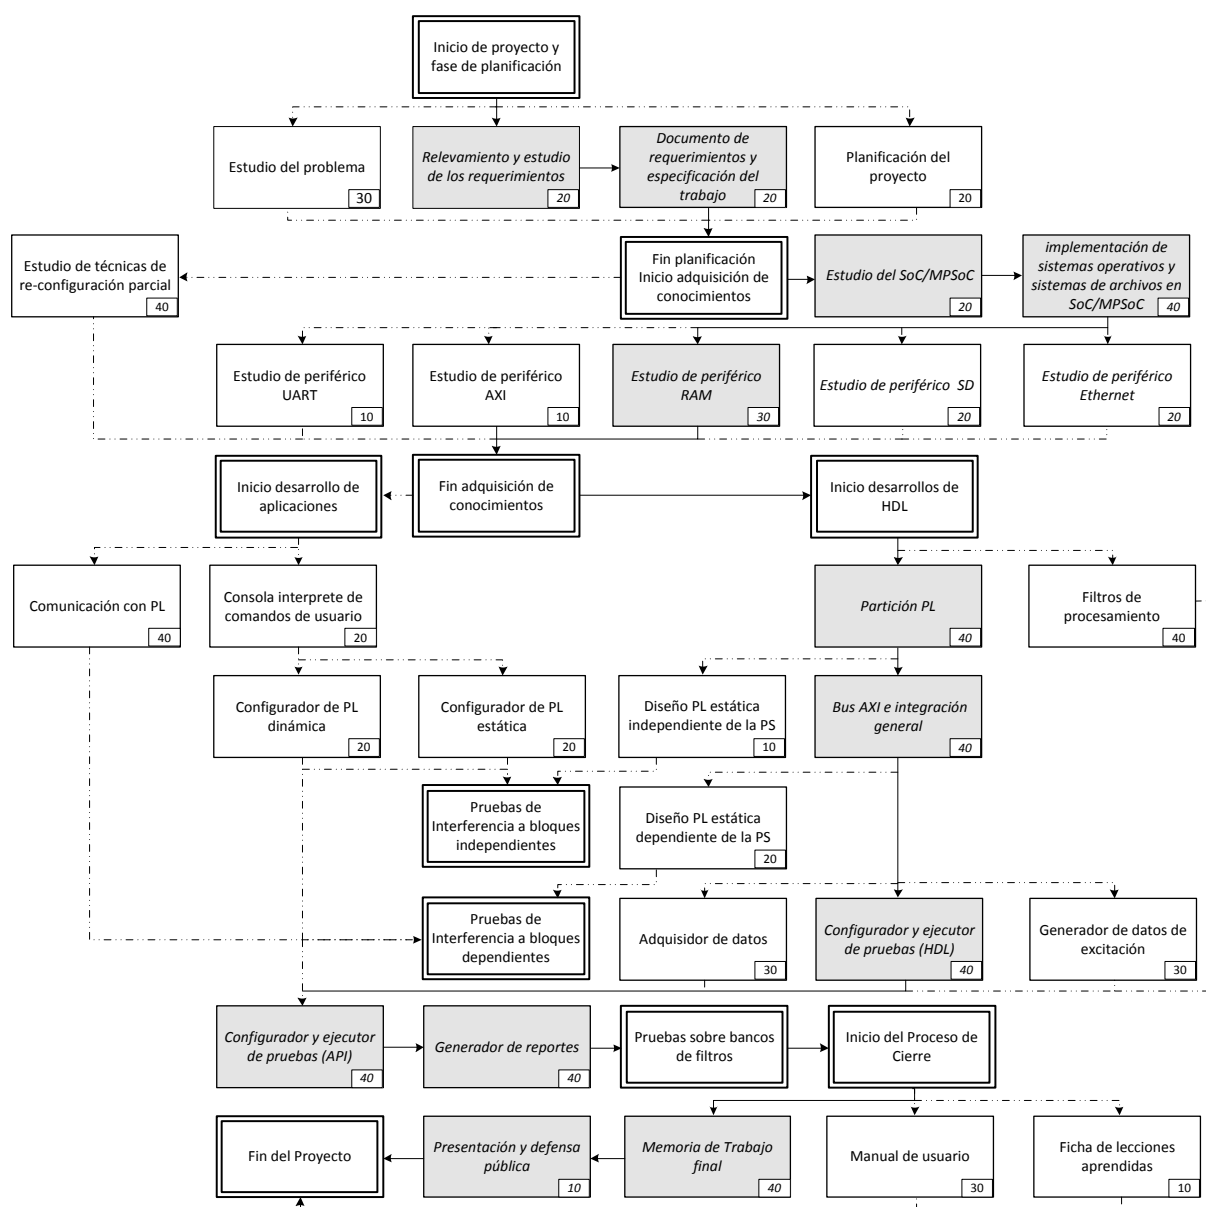 Inicio de proyecto y
fase de planificación
Estudio del problema
30
Relevamiento y estudio
de los requerimientos
20
Documento de
requerimientos y
especificación del
trabajo
20
Planificación del
proyecto
20
Estudio de técnicas de
re-configuración parcial
40
Fin planificación
Inicio adquisición de
conocimientos
Estudio del SoC/MPSoC
20
implementación de
sistemas operativos y
sistemas de archivos en
SoC/MPSoC
40
Estudio de periférico
UART
10
Estudio de periférico
AXI
10
Estudio de periférico
RAM
30
Estudio de periférico SD
20
Estudio de periférico
Ethernet
20
Inicio desarrollo de
aplicaciones
Fin adquisición de
conocimientos
Inicio desarrollos de
HDL
Comunicación con PL
40
Consola interprete de
comandos de usuario
20
Partición PL
40
Filtros de
procesamiento
40
Configurador de PL
dinámica
20
Configurador de PL
estática
20
Diseño PL estática
independiente de la PS
10
Bus AXI e integración
general
40
Pruebas de
Interferencia a bloques
independientes
Diseño PL estática
dependiente de la PS
20
Pruebas de
Interferencia a bloques
dependientes
Adquisidor de datos
30
Configurador y ejecutor
de pruebas (HDL)
40
Generador de datos de
excitación
30
Configurador y ejecutor
de pruebas (API)
40
Generador de reportes
40
Pruebas sobre bancos
de filtros
Inicio del Proceso de
Cierre
Fin del Proyecto
Presentación y defensa
pública
10
Memoria de Trabajo
final
40
Manual de usuario
30
Ficha de lecciones
aprendidas
10